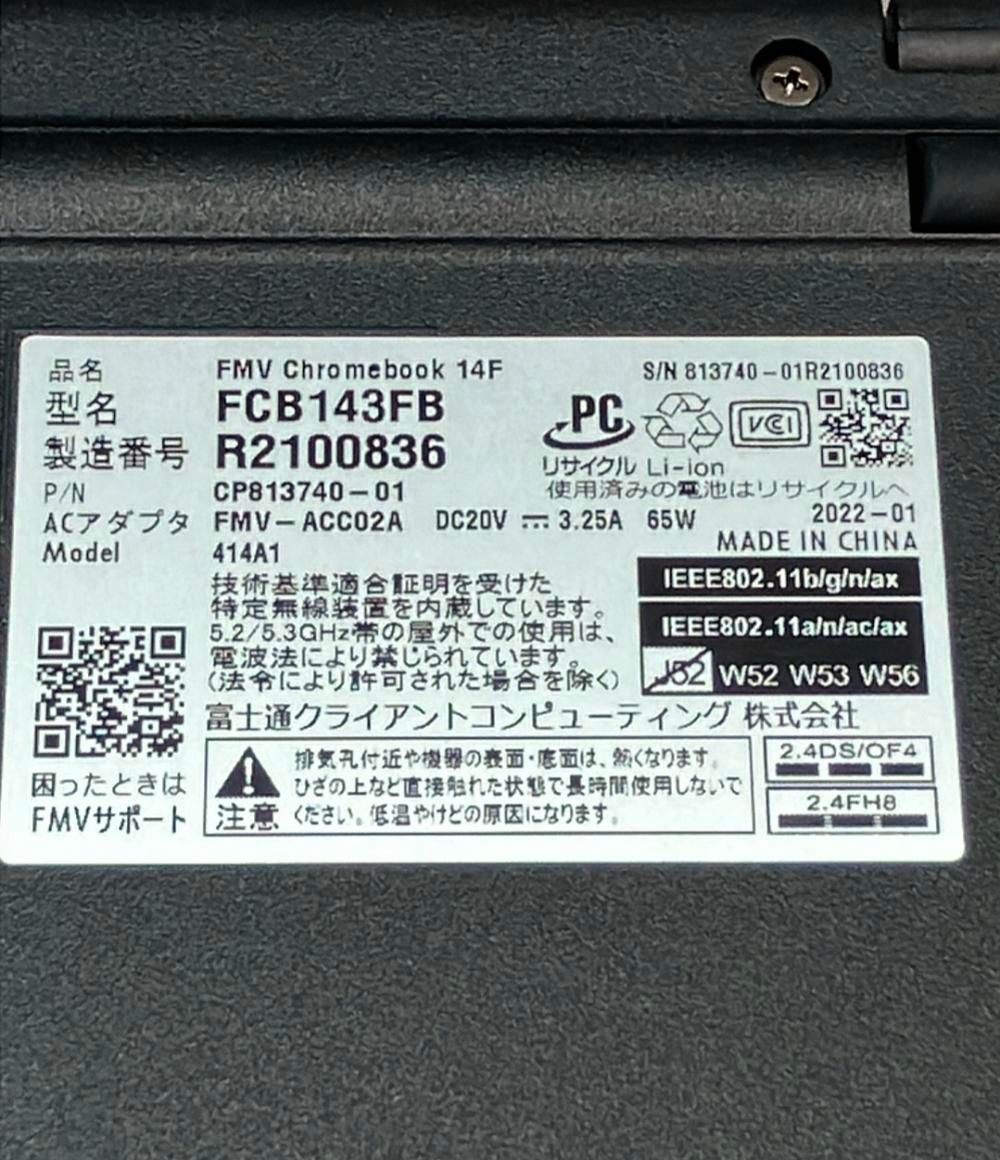 品名 FMV Chromebook 14F S/N 813740-01R2100836
型名 FCB143FB
製造番号 R2100836
PC
VCCI
リサイクル Li-ion
P/N CP813740-01 使用済みの電池はリサイクルへ
ACアダプタ FMV-ACC02A DC20V ⎓ 3.25A 65W 2022-01
Model 414A1 MADE IN CHINA
技術基準適合証明を受けた
特定無線装置を内蔵しています。
5.2/5.3GHz帯の屋外での使用は、
電波法により禁じられています。
(法令により許可された場合を除く)
IEEE802.11b/g/n/ax
IEEE802.11a/n/ac/ax
J52 W52 W53 W56
富士通クライアントコンピューティング 株式会社
困ったときは
FMVサポート
注意
排気孔付近や機器の表面・底面は、熱くなります。
ひざの上など直接触れた状態で長時間使用しないで
ください。低温やけどの原因になります。
2.4DS/OF4
2.4FH8